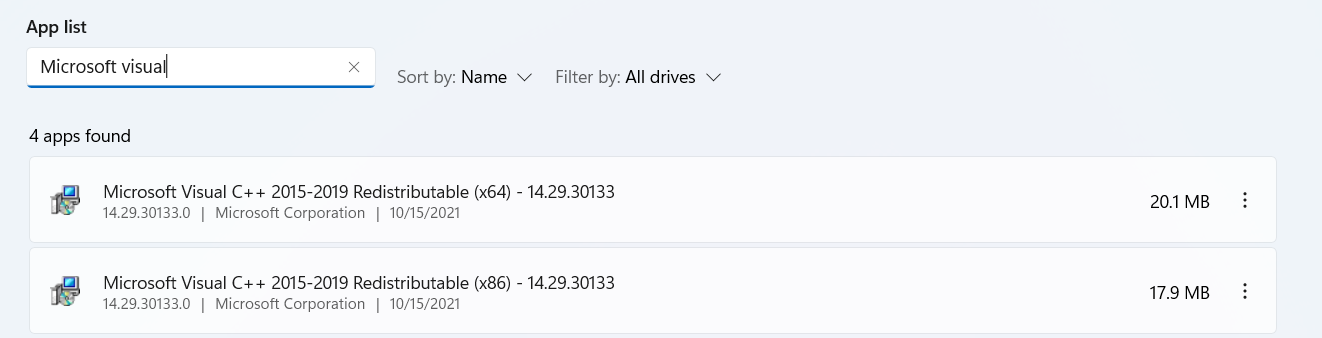 App list
Microsoft visual
Sort by: Name Filter by: All drives
4 apps found
Microsoft Visual C++ 2015-2019 Redistributable (x64) - 14.29.30133
20.1 MB
14.29.30133.0 | Microsoft Corporation | 10/15/2021
Microsoft Visual C++ 2015-2019 Redistributable (x86) - 14.29.30133
17.9 MB
14.29.30133.0 | Microsoft Corporation | 10/15/2021